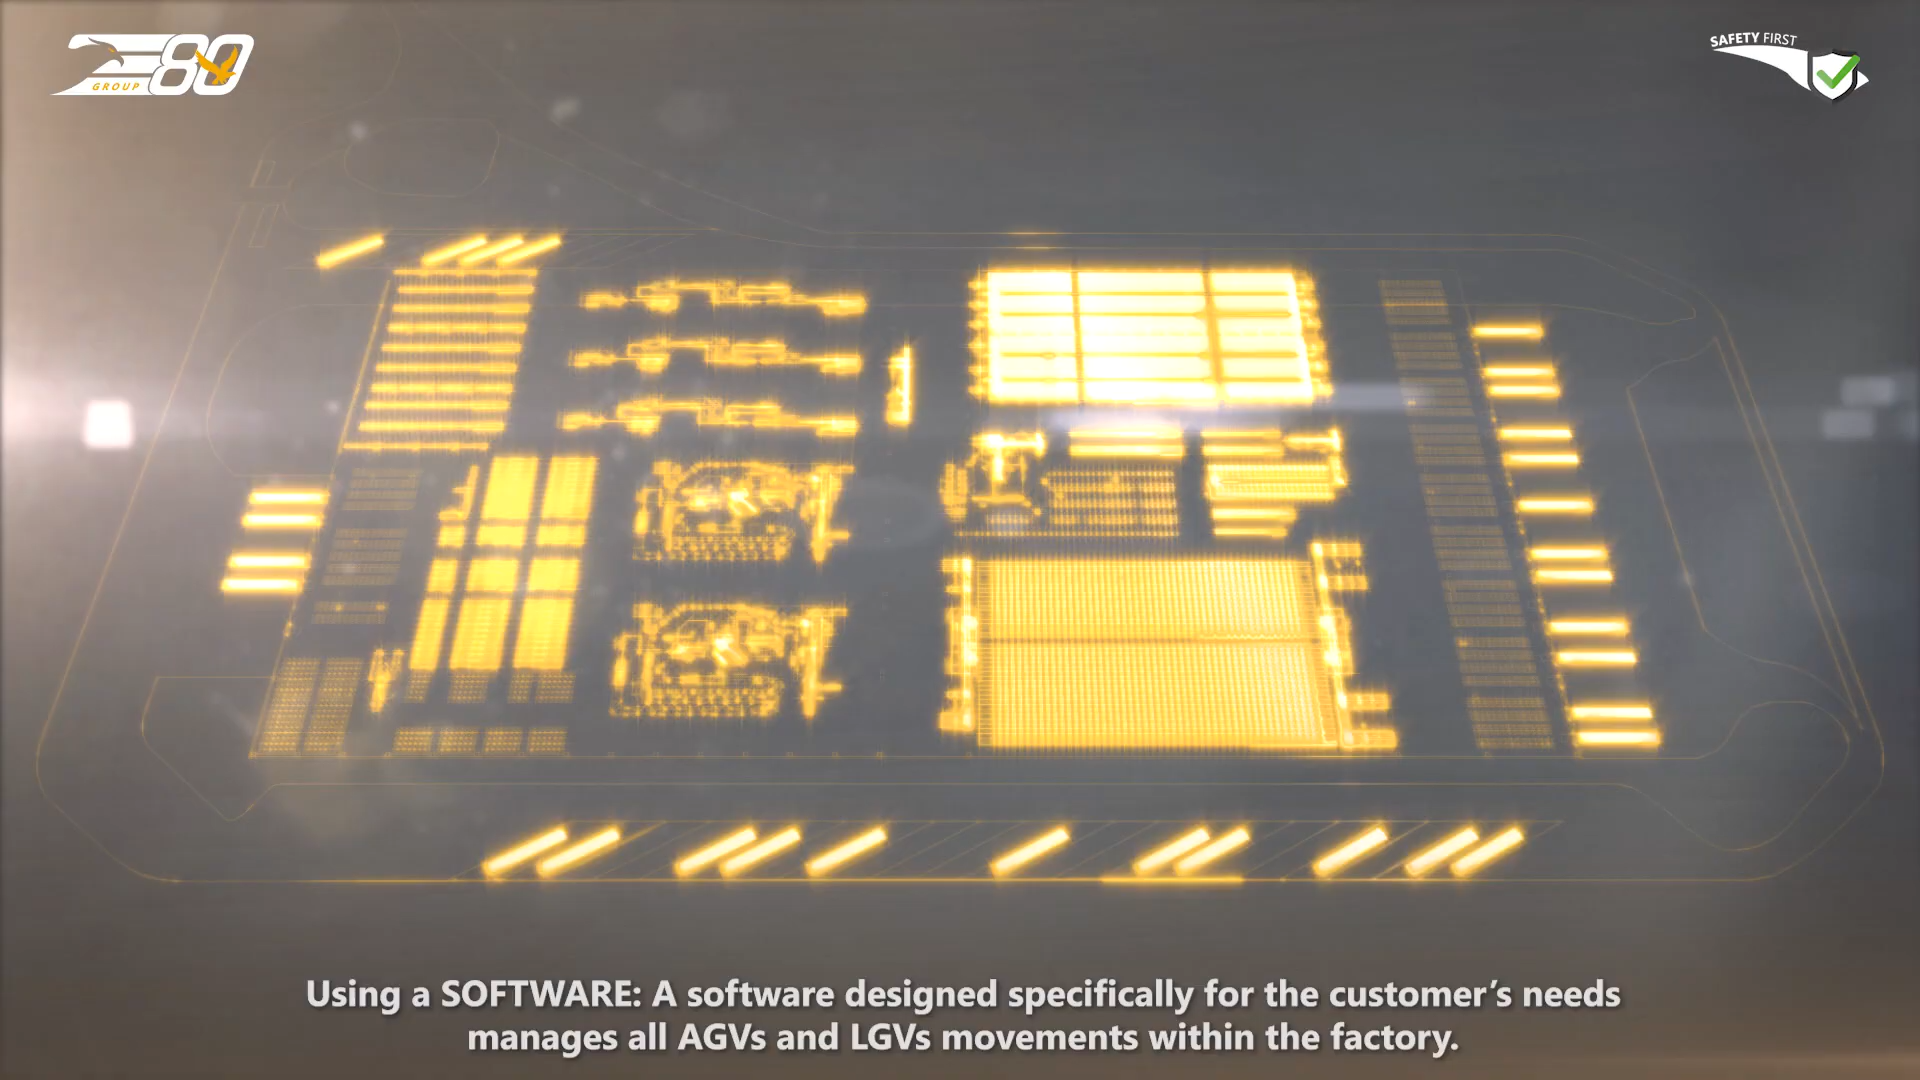 E80
GROUP
SAFETY FIRST
Using a SOFTWARE: A software designed specifically for the customer’s needs
manages all AGVs and LGVs movements within the factory.